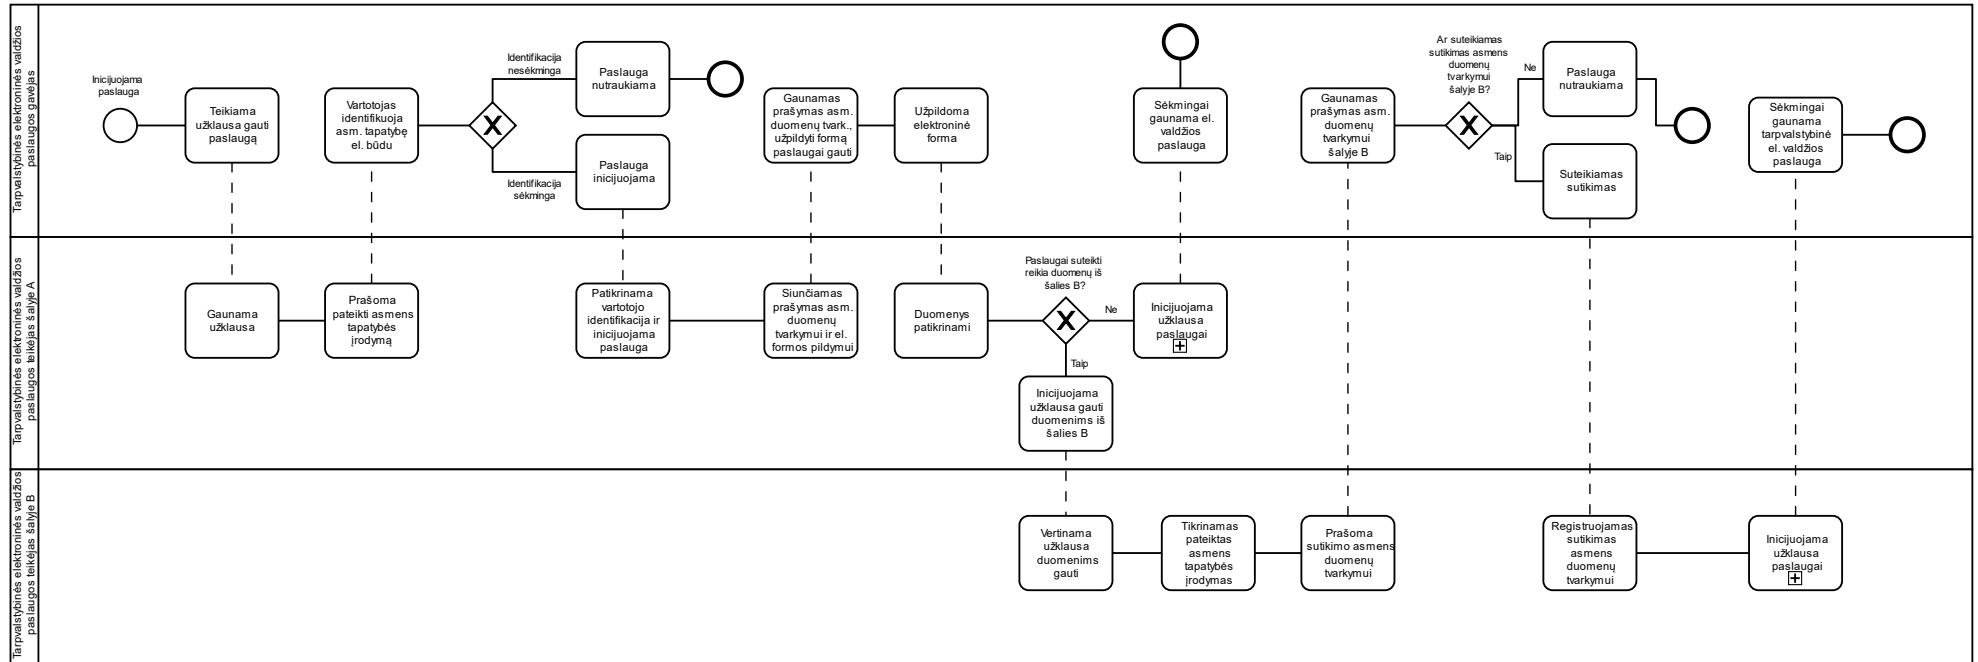 Tarpvalstybinės elektroninės valdžios
paslaugos gavėjas
Inicijuojama
paslauga
Teikiama
užklausa gauti
paslaugą
Vartotojas
identifikuoja
asm. tapatybę
el. būdu
Identifikacija
nesėkminga
Identifikacija
sėkminga
Paslauga
nutraukiama
Paslauga
inicijuojama
Gaunamas
prašymas asm.
duomenų tvark.,
užpildyti formą
paslaugai gauti
Užpildoma
elektroninė
forma
Sėkmingai
gaunama el.
valdžios
paslauga
Gaunamas
prašymas asm.
duomenų
tvarkymui
šalyje B
Ar suteikiamas
sutikimas asmens
duomenų
tvarkymui
šalyje B?
Ne
Taip
Paslauga
nutraukiama
Suteikiamas
sutikimas
Sėkmingai
gaunama
tarpvalstybinė
el. valdžios
paslauga
Tarpvalstybinės elektroninės valdžios
paslaugos teikėjas šalyje A
Gaunama
užklausa
Prašoma
pateikti asmens
tapatybės
įrodymą
Patikrinama
vartotojo
identifikacija ir
inicijuojama
paslauga
Siunčiamas
prašymas asm.
duomenų
tvarkymui ir el.
formos pildymui
Duomenys
patikrinami
Paslaugai suteikti
reikia duomenų iš
šalies B?
Ne
Taip
Inicijuojama
užklausa
paslaugai
Inicijuojama
užklausa gauti
duomenims iš
šalies B
Tarpvalstybinės elektroninės valdžios
paslaugos teikėjas šalyje B
Vertinama
užklausa
duomenims
gauti
Tikrinamas
pateiktas
asmens
tapatybės
įrodymas
Prašoma
sutikimo asmens
duomenų
tvarkymui
Registruojamas
sutikimas
asmens
duomenų
tvarkymui
Inicijuojama
užklausa
paslaugai